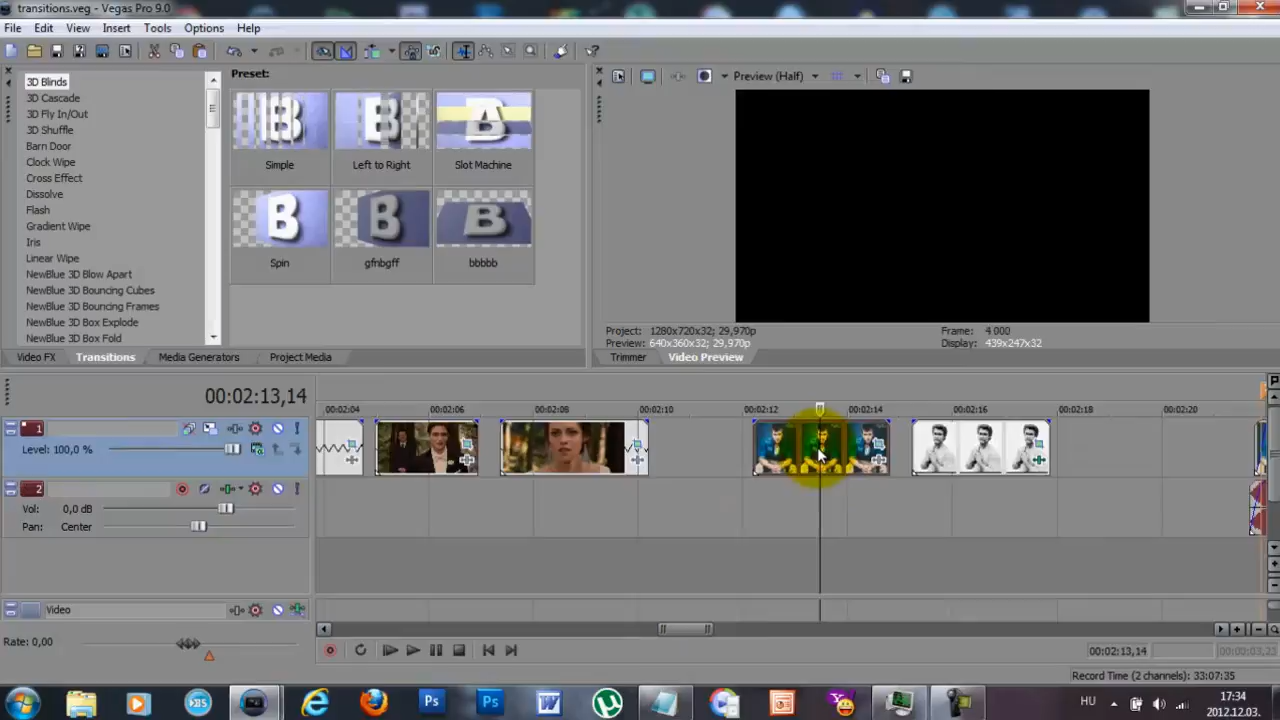 transitions.veg - Vegas Pro 9.0
File Edit View Insert Tools Options Help
3D Blinds
3D Cascade
3D Fly In/Out
3D Shuffle
Barn Door
Clock Wipe
Cross Effect
Dissolve
Flash
Gradient Wipe
Iris
Linear Wipe
NewBlue 3D Blow Apart
NewBlue 3D Bouncing Cubes
NewBlue 3D Bouncing Frames
NewBlue 3D Box Explode
NewBlue 3D Box Fold
Preset:
Simple
Left to Right
Slot Machine
Spin
gfnbgff
bbbbb
Video FX Transitions Media Generators Project Media
Preview (Half)
Project: 1280x720x32; 29,970p
Preview: 640x360x32; 29,970p
Frame: 4 000
Display: 439x247x32
Trimmer Video Preview
00:02:13,14
00:02:04 00:02:06 00:02:08 00:02:10 00:02:12 00:02:14 00:02:16 00:02:18 00:02:20
1
Level: 100,0 %
2
Vol: 0,0 dB
Pan: Center
Video
Rate: 0,00
00:02:13,14
Record Time (2 channels): 33:07:35
HU
17:34
2012.12.03.